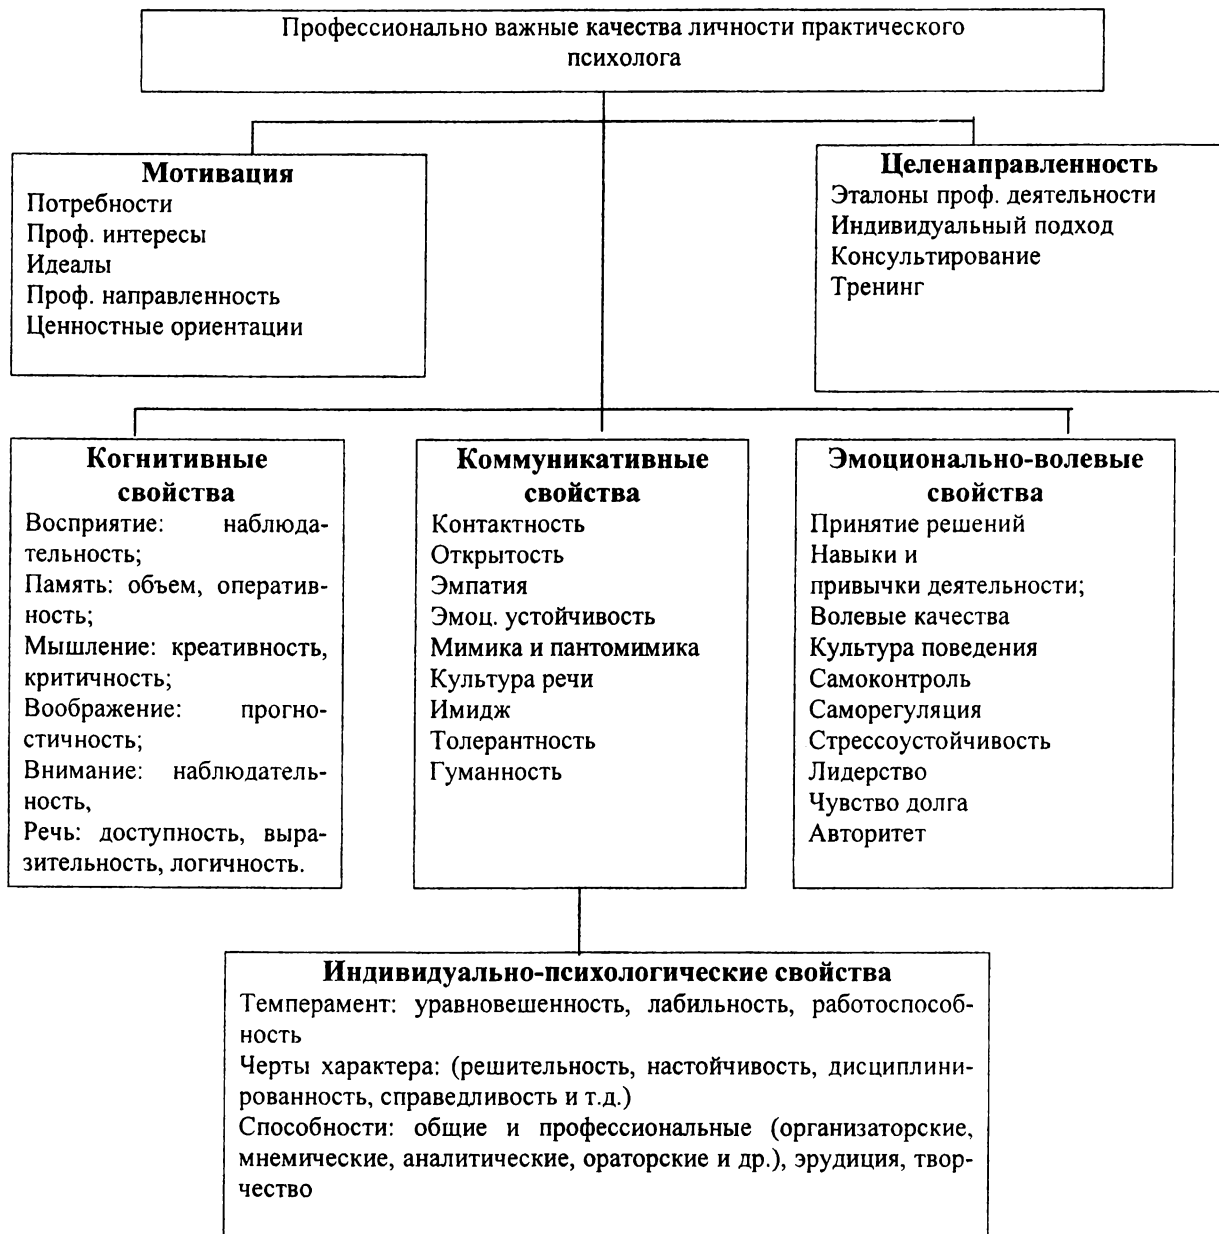 Профессионально важные качества личности практического
психолога
Мотивация
Потребности
Проф. интересы
Идеалы
Проф. направленность
Ценностные ориентации
Целенаправленность
Эталоны проф. деятельности
Индивидуальный подход
Консультирование
Тренинг
Когнитивные
свойства
Восприятие: наблюда-
тельность;
Память: объем, оператив-
ность;
Мышление: креативность,
критичность;
Воображение: прогно-
стичность;
Внимание: наблюдатель-
ность,
Речь: доступность, выра-
зительность, логичность.
Коммуникативные
свойства
Контактность
Открытость
Эмпатия
Эмоц. устойчивость
Мимика и пантомимика
Культура речи
Имидж
Толерантность
Гуманность
Эмоционально-волевые
свойства
Принятие решений
Навыки и
привычки деятельности;
Волевые качества
Культура поведения
Самоконтроль
Саморегуляция
Стрессоустойчивость
Лидерство
Чувство долга
Авторитет
Индивидуально-психологические свойства
Темперамент: уравновешенность, лабильность, работоспособ-
ность
Черты характера: (решительность, настойчивость, дисциплини-
рованность, справедливость и т.д.)
Способности: общие и профессиональные (организаторские,
мнемические, аналитические, ораторские и др.), эрудиция, твор-
чество